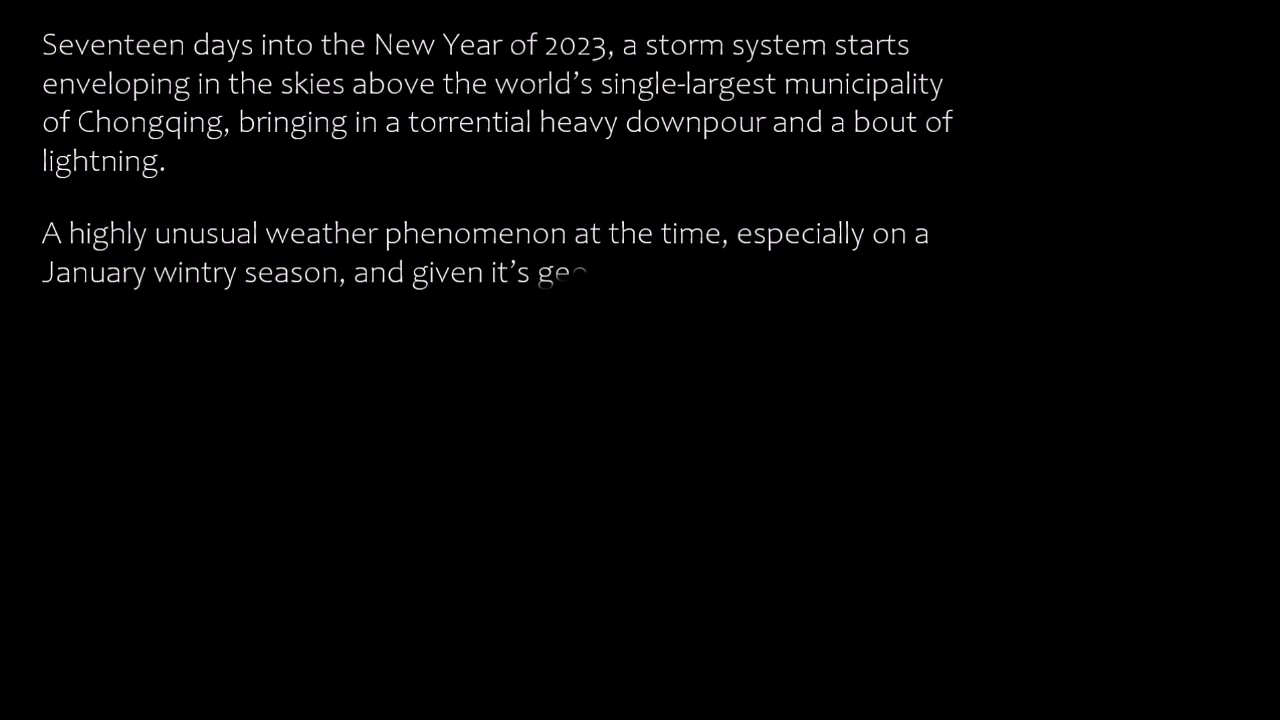 Seventeen days into the New Year of 2023, a storm system starts
enveloping in the skies above the world’s single-largest municipality
of Chongqing, bringing in a torrential heavy downpour and a bout of
lightning.
A highly unusual weather phenomenon at the time, especially on a
January wintry season, and given it’s